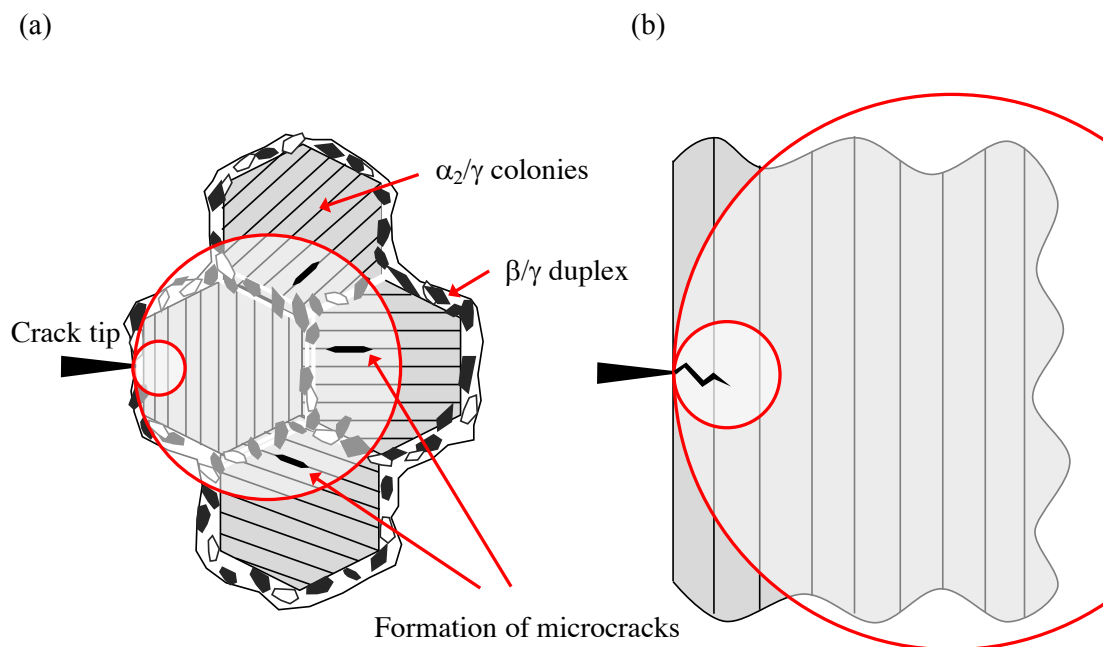 (a)
(b)
α₂/γ colonies
β/γ duplex
Crack tip
Formation of microcracks